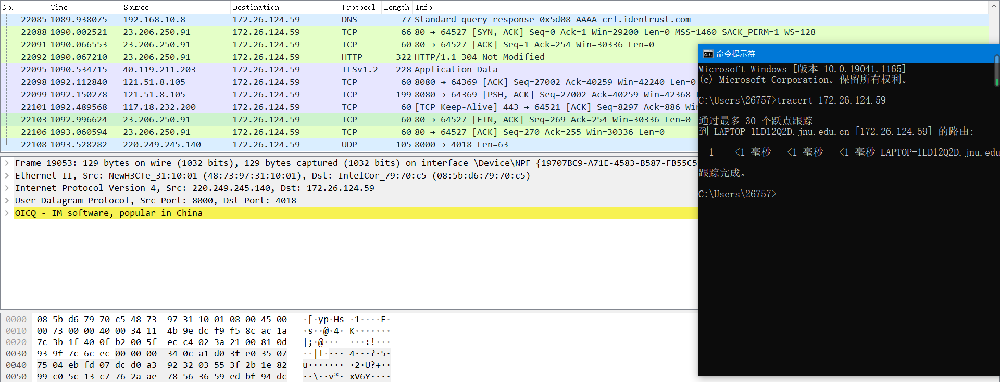 No. Time Source Destination Protocol Length Info
22085 1089.938075 192.168.10.8 172.26.124.59 DNS 77 Standard query response 0x5d08 AAAA crl.identrust.com
22088 1090.002521 23.206.250.91 172.26.124.59 TCP 66 80 → 64527 [SYN, ACK] Seq=0 Ack=1 Win=29200 Len=0 MSS=1460 SACK_PERM=1 WS=128
22091 1090.066553 23.206.250.91 172.26.124.59 TCP 60 80 → 64527 [ACK] Seq=1 Ack=254 Win=30336 Len=0
22092 1090.067210 23.206.250.91 172.26.124.59 HTTP 322 HTTP/1.1 304 Not Modified
22095 1090.534715 40.119.211.203 172.26.124.59 TLSv1.2 228 Application Data
22098 1092.112840 121.51.8.105 172.26.124.59 TCP 60 8080 → 64369 [ACK] Seq=27002 Ack=40259 Win=42240 Len=0
22099 1092.150278 121.51.8.105 172.26.124.59 TCP 199 8080 → 64369 [PSH, ACK] Seq=27002 Ack=40259 Win=42368
22101 1092.489568 117.18.232.200 172.26.124.59 TCP 60 [TCP Keep-Alive] 443 → 64521 [ACK] Seq=8297 Ack=886 Wi
22103 1092.996624 23.206.250.91 172.26.124.59 TCP 60 80 → 64527 [FIN, ACK] Seq=269 Ack=254 Win=30336 Len=0
22106 1093.060594 23.206.250.91 172.26.124.59 TCP 60 80 → 64527 [ACK] Seq=270 Ack=255 Win=30336 Len=0
22108 1093.528282 220.249.245.140 172.26.124.59 UDP 105 8000 → 4018 Len=63
Frame 19053: 129 bytes on wire (1032 bits), 129 bytes captured (1032 bits) on interface \Device\NPF_{19707BC9-A71E-4583-B587-FB55C5
Ethernet II, Src: NewH3CTe_31:10:01 (48:73:97:31:10:01), Dst: IntelCor_79:70:c5 (08:5b:d6:79:70:c5)
Internet Protocol Version 4, Src: 220.249.245.140, Dst: 172.26.124.59
User Datagram Protocol, Src Port: 8000, Dst Port: 4018
OICQ - IM software, popular in China
0000 08 5b d6 79 70 c5 48 73 97 31 10 01 08 00 45 00 ·[·yp·Hs ·1····E·
0010 00 73 00 00 40 00 34 11 4b 9e dc f9 f5 8c ac 1a ·s··@·4· K·······
0020 7c 3b 1f 40 0f b2 00 5f ec c4 02 3a 21 00 81 0d |;·@···_ ···:!···
0030 93 9f 7c 6c ec 00 00 00 34 0c a1 d0 3f e0 35 07 ··|l···· 4···?·5·
0040 75 04 eb fd 07 dc d0 a3 92 32 03 55 3f 2b 1e 82 u······· ·2·U?+··
0050 99 c0 5c 13 c7 76 2a ae 78 56 36 59 ed bf 94 dc ··\··v*· xV6Y····
命令提示符
Microsoft Windows [版本 10.0.19041.1165]
(c) Microsoft Corporation。保留所有权利。
C:\Users\26757>tracert 172.26.124.59
通过最多 30 个跃点跟踪
到 LAPTOP-1LD12Q2D.jnu.edu.cn [172.26.124.59] 的路由:
1 <1 毫秒 <1 毫秒 <1 毫秒 LAPTOP-1LD12Q2D.jnu.edu
跟踪完成。
C:\Users\26757>